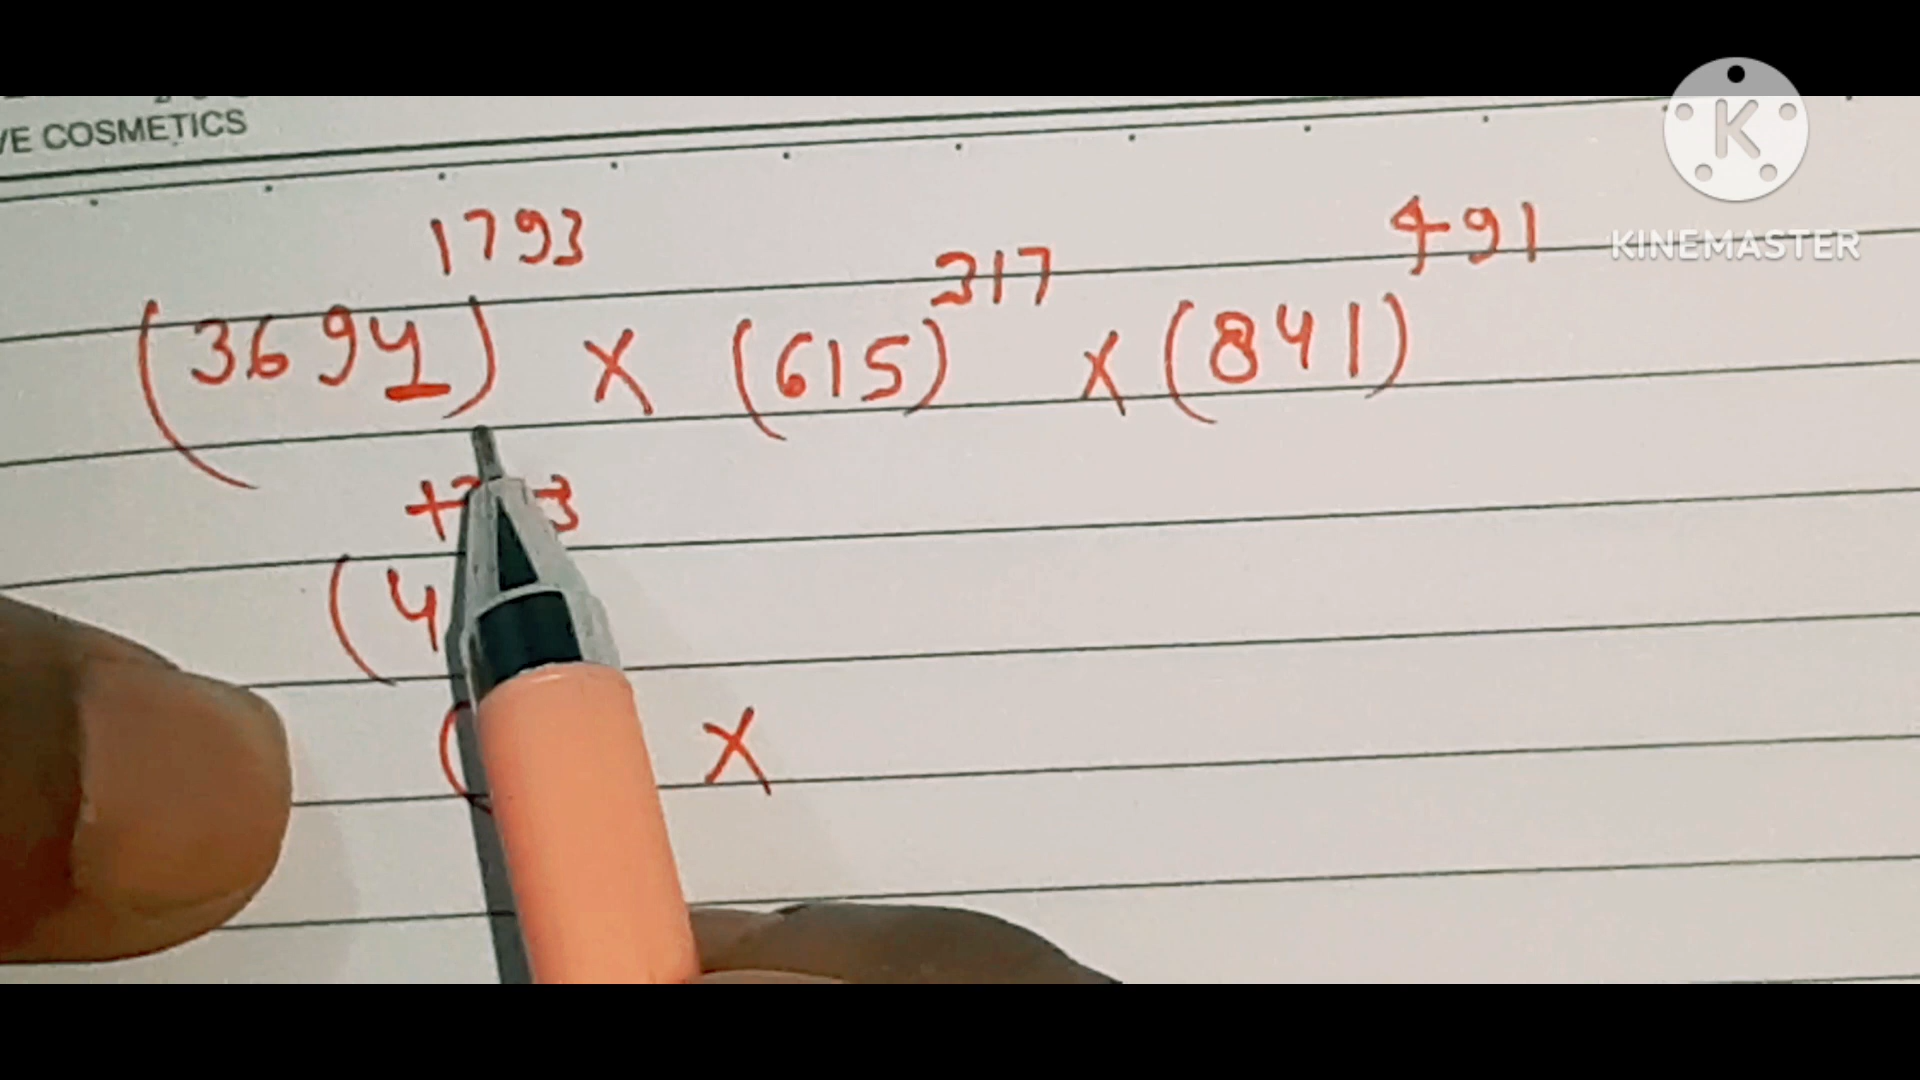 VE COSMETICS
KINEMASTER
(3694)^1793 × (615)^317 × (841)^491
(4
( ×